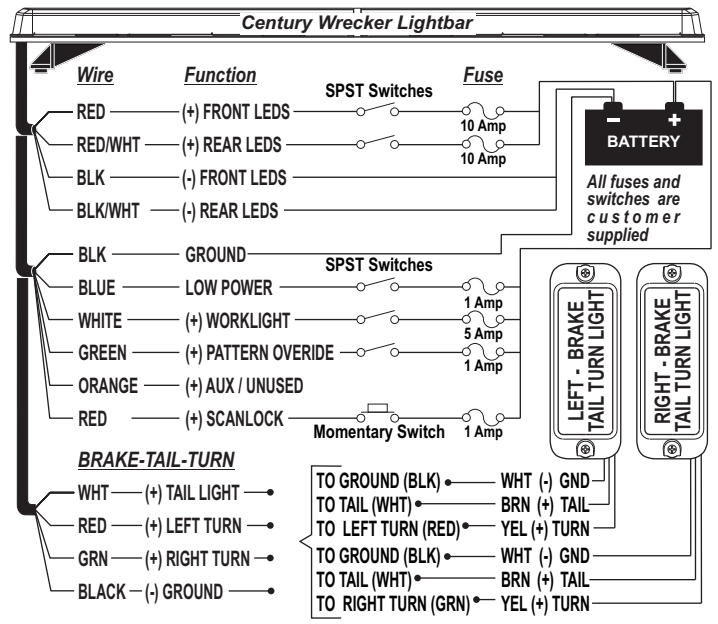 Century Wrecker Lightbar
Wire Function Fuse
SPST Switches
RED (+) FRONT LEDS
10 Amp
RED/WHT (+) REAR LEDS
10 Amp
BLK (-) FRONT LEDS
BLK/WHT (-) REAR LEDS
- +
BATTERY
All fuses and
switches are
customer
supplied
BLK GROUND
SPST Switches
BLUE LOW POWER
1 Amp
WHITE (+) WORKLIGHT
5 Amp
GREEN (+) PATTERN OVERIDE
1 Amp
ORANGE (+) AUX / UNUSED
RED (+) SCANLOCK
Momentary Switch 1 Amp
LEFT - BRAKE
TAIL TURN LIGHT
RIGHT - BRAKE
TAIL TURN LIGHT
BRAKE-TAIL-TURN
WHT (+) TAIL LIGHT
RED (+) LEFT TURN
GRN (+) RIGHT TURN
BLACK (-) GROUND
TO GROUND (BLK) WHT (-) GND
TO TAIL (WHT) BRN (+) TAIL
TO LEFT TURN (RED) YEL (+) TURN
TO GROUND (BLK) WHT (-) GND
TO TAIL (WHT) BRN (+) TAIL
TO RIGHT TURN (GRN) YEL (+) TURN